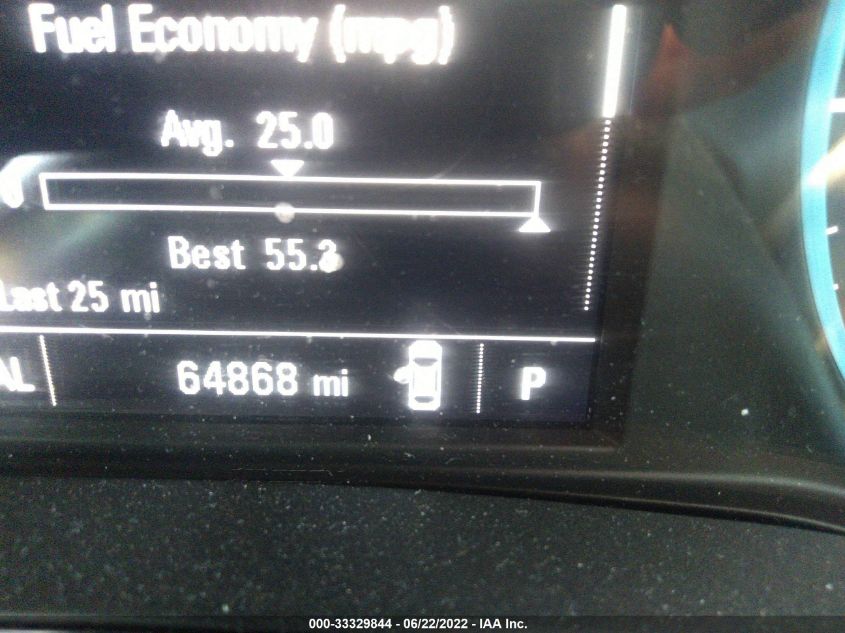 Fuel Economy (mpg)
Avg. 25.0
Best 55.3
Last 25 mi
AL 64868 mi P
000-33329844 - 06/22/2022 - IAA Inc.